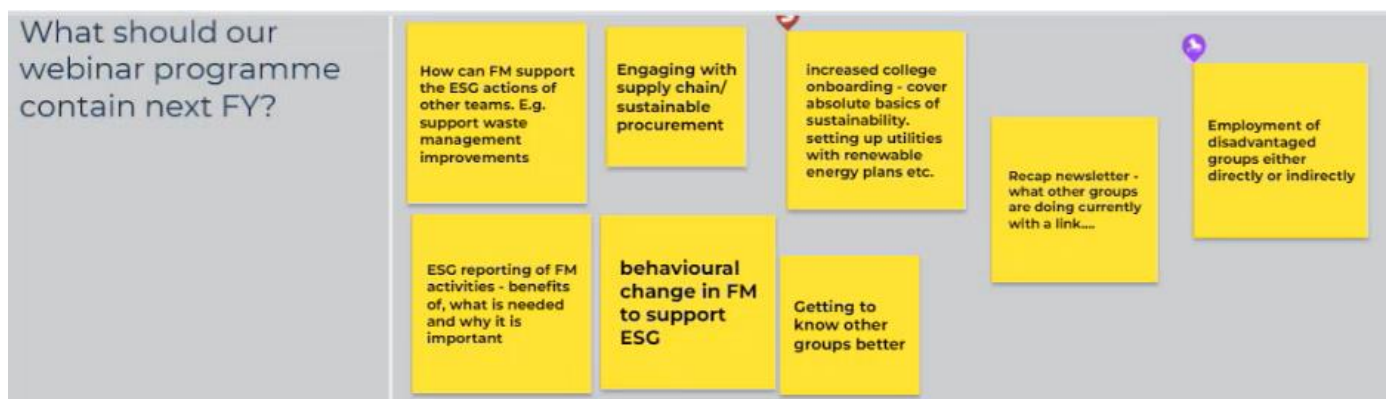 What should our
webinar programme
contain next FY?
How can FM support
the ESG actions of
other teams. E.g.
support waste
management
improvements
Engaging with
supply chain/
sustainable
procurement
increased college
onboarding - cover
absolute basics of
sustainability.
setting up utilities
with renewable
energy plans etc.
Recap newsletter -
what other groups
are doing currently
with a link....
Employment of
disadvantaged
groups either
directly or indirectly
ESG reporting of FM
activities - benefits
of, what is needed
and why it is
important
behavioural
change in FM
to support
ESG
Getting to
know other
groups better